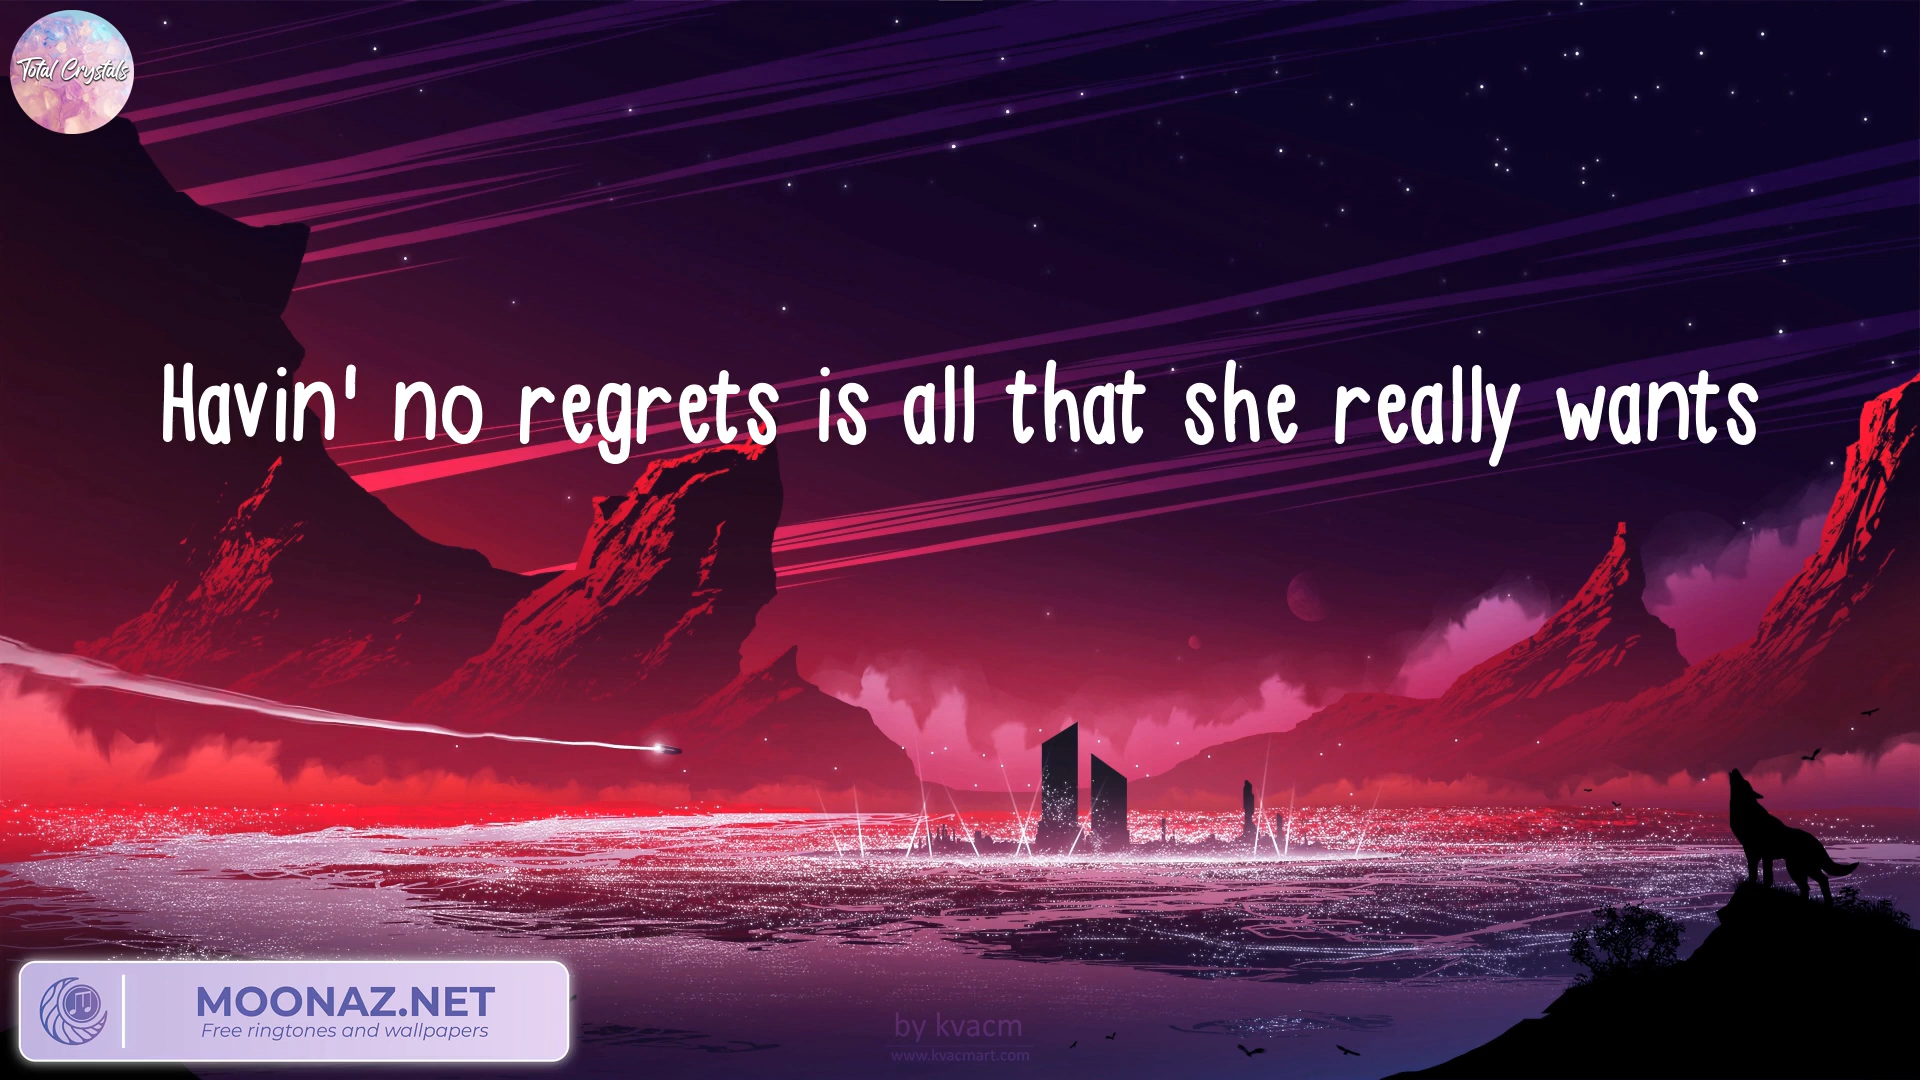 Total Crystals
Havin' no regrets is all that she really wants
MOONAZ.NET
Free ringtones and wallpapers
by kvacm
www.kvacmart.com